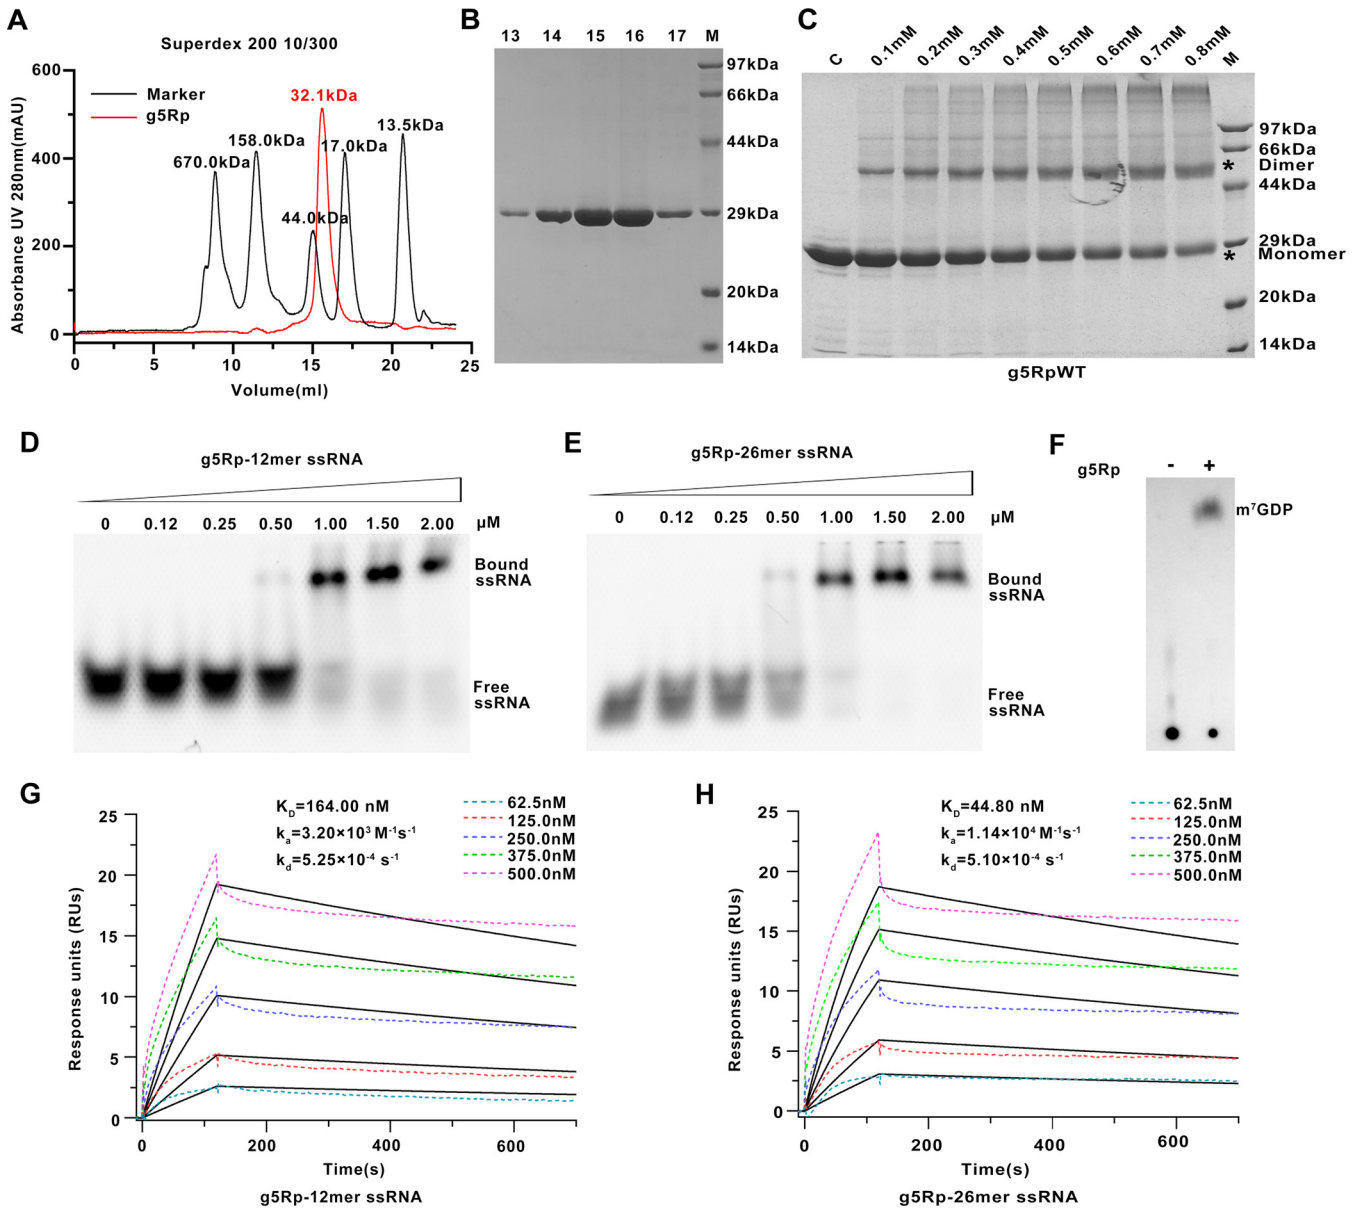 A
Superdex 200 10/300
600
400
200
0
Absorbance UV 280nm(mAU)
Marker
g5Rp
670.0kDa
158.0kDa
44.0kDa
32.1kDa
17.0kDa
13.5kDa
0 5 10 15 20 25
Volume(ml)
B
13 14 15 16 17 M
97kDa
66kDa
44kDa
29kDa
20kDa
14kDa
C
C 0.1mM 0.2mM 0.3mM 0.4mM 0.5mM 0.6mM 0.7mM 0.8mM M
97kDa
66kDa
* Dimer
44kDa
29kDa
* Monomer
20kDa
14kDa
g5RpWT
D
g5Rp-12mer ssRNA
0 0.12 0.25 0.50 1.00 1.50 2.00 μM
Bound
ssRNA
Free
ssRNA
E
g5Rp-26mer ssRNA
0 0.12 0.25 0.50 1.00 1.50 2.00 μM
Bound
ssRNA
Free
ssRNA
F
g5Rp - +
m⁷GDP
G
K_D=164.00 nM
k_a=3.20×10³ M⁻¹s⁻¹
k_d=5.25×10⁻⁴ s⁻¹
62.5nM
125.0nM
250.0nM
375.0nM
500.0nM
25
20
15
10
5
0
Response units (RUs)
0 200 400 600
Time(s)
g5Rp-12mer ssRNA
H
K_D=44.80 nM
k_a=1.14×10⁴ M⁻¹s⁻¹
k_d=5.10×10⁻⁴ s⁻¹
62.5nM
125.0nM
250.0nM
375.0nM
500.0nM
25
20
15
10
5
0
Response units (RUs)
0 200 400 600
Time(s)
g5Rp-26mer ssRNA